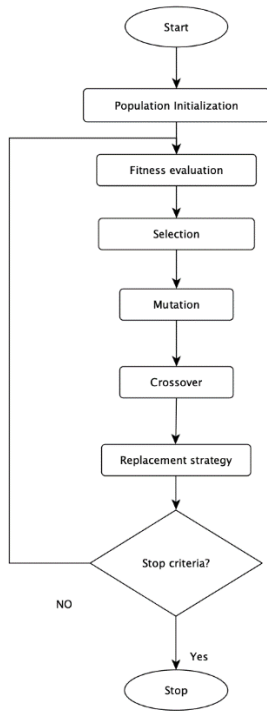 Start
Population Initialization
Fitness evaluation
Selection
Mutation
Crossover
Replacement strategy
Stop criteria?
NO
Yes
Stop